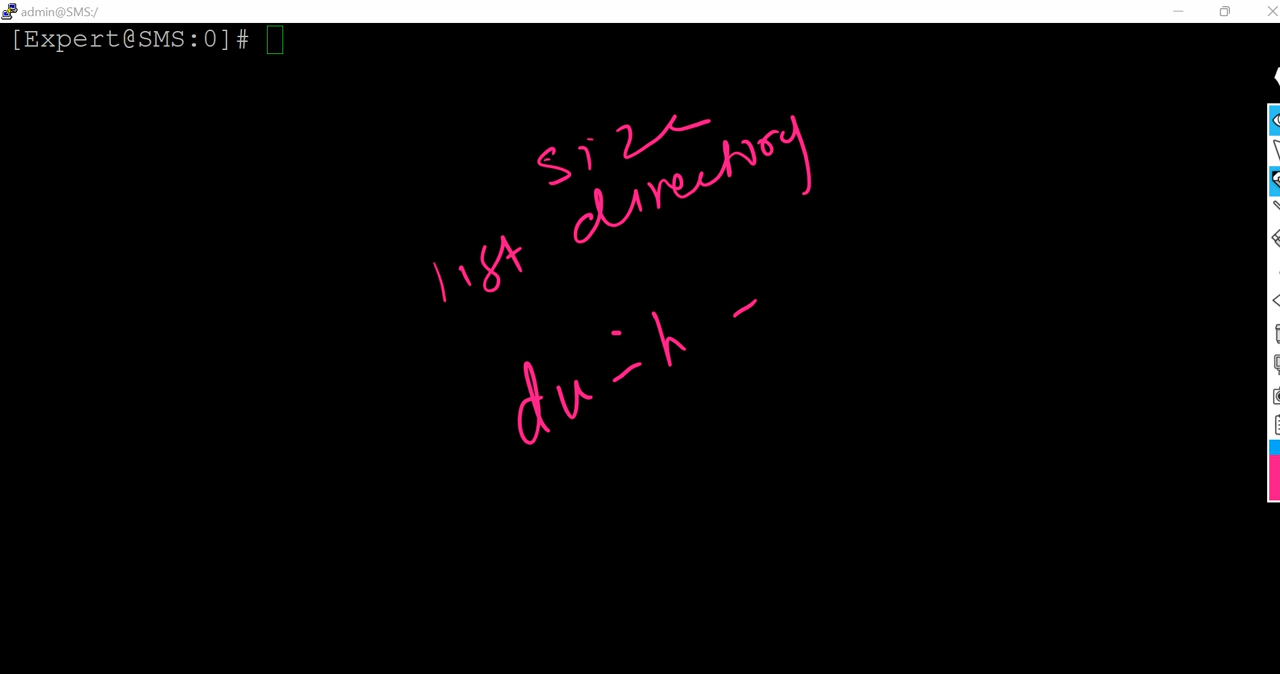 admin@SMS:/
[Expert@SMS:0]#
size
list directory
du -h -